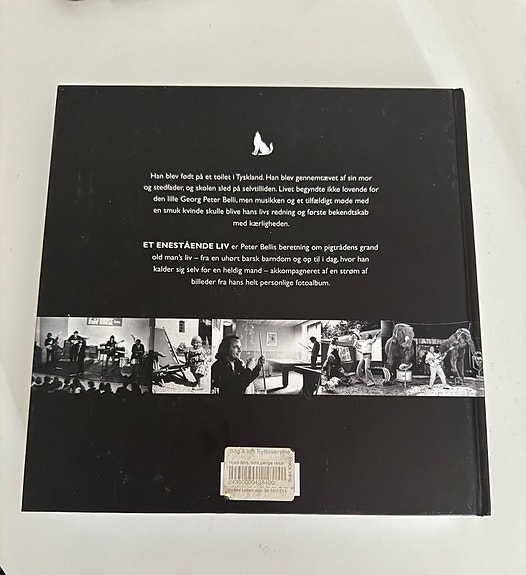 Han blev født på et toilet i Tyskland. Han blev gennemtævet af sin mor
og stedfader, og skolen sled på selvtilliden. Livet begyndte ikke lovende for
den lille Georg Peter Belli, men musikken og et tilfældigt møde med
en smuk kvinde skulle blive hans livs redning og første bekendtskab
med kærligheden.
ET ENESTÅENDE LIV er Peter Bellis beretning om pigtrådens grand
old man's liv – fra en uhørt barsk barndom og op til i dag, hvor han
kalder sig selv for en heldig mand – akkompagneret af en strøm af
billeder fra hans helt personlige fotoalbum.
Bog & idé